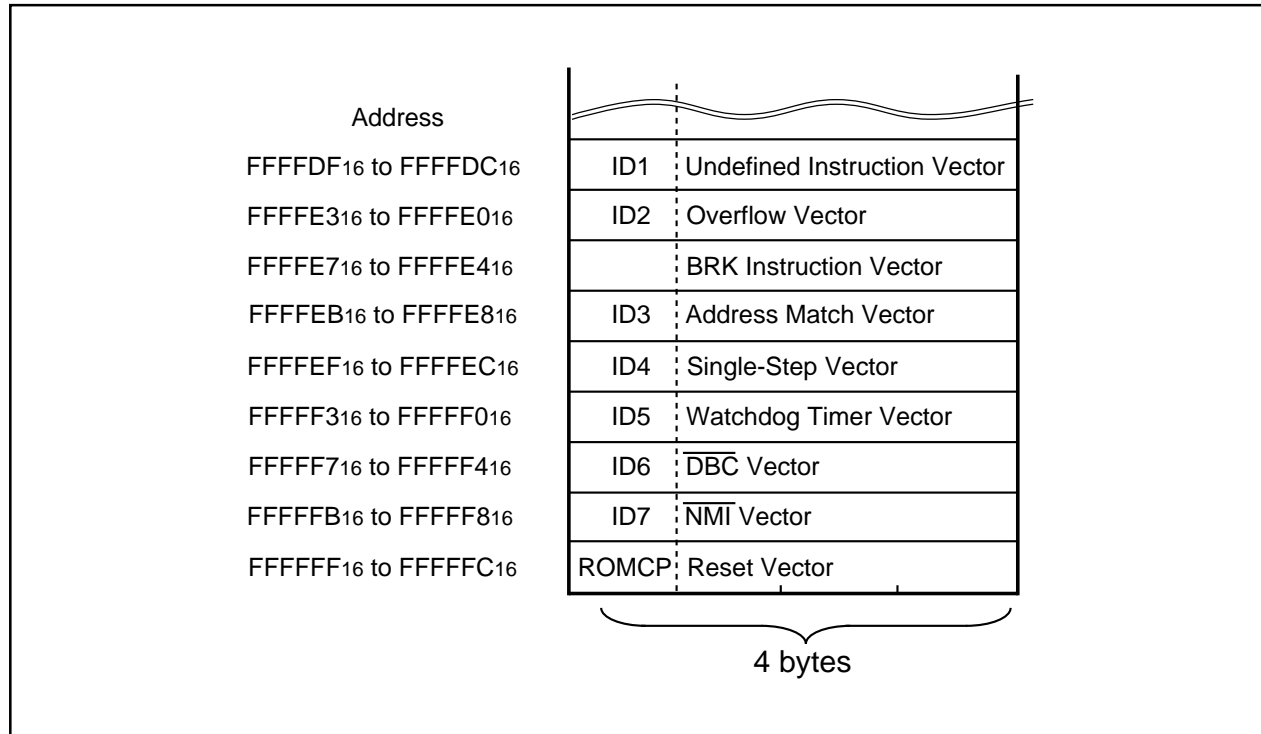 Address
FFFFDF16 to FFFFDC16 ID1 Undefined Instruction Vector
FFFFE316 to FFFFE016 ID2 Overflow Vector
FFFFE716 to FFFFE416 BRK Instruction Vector
FFFFEB16 to FFFFE816 ID3 Address Match Vector
FFFFEF16 to FFFFEC16 ID4 Single-Step Vector
FFFFF316 to FFFFF016 ID5 Watchdog Timer Vector
FFFFF716 to FFFFF416 ID6 DBC Vector
FFFFFB16 to FFFFF816 ID7 NMI Vector
FFFFFF16 to FFFFFC16 ROMCP Reset Vector
4 bytes